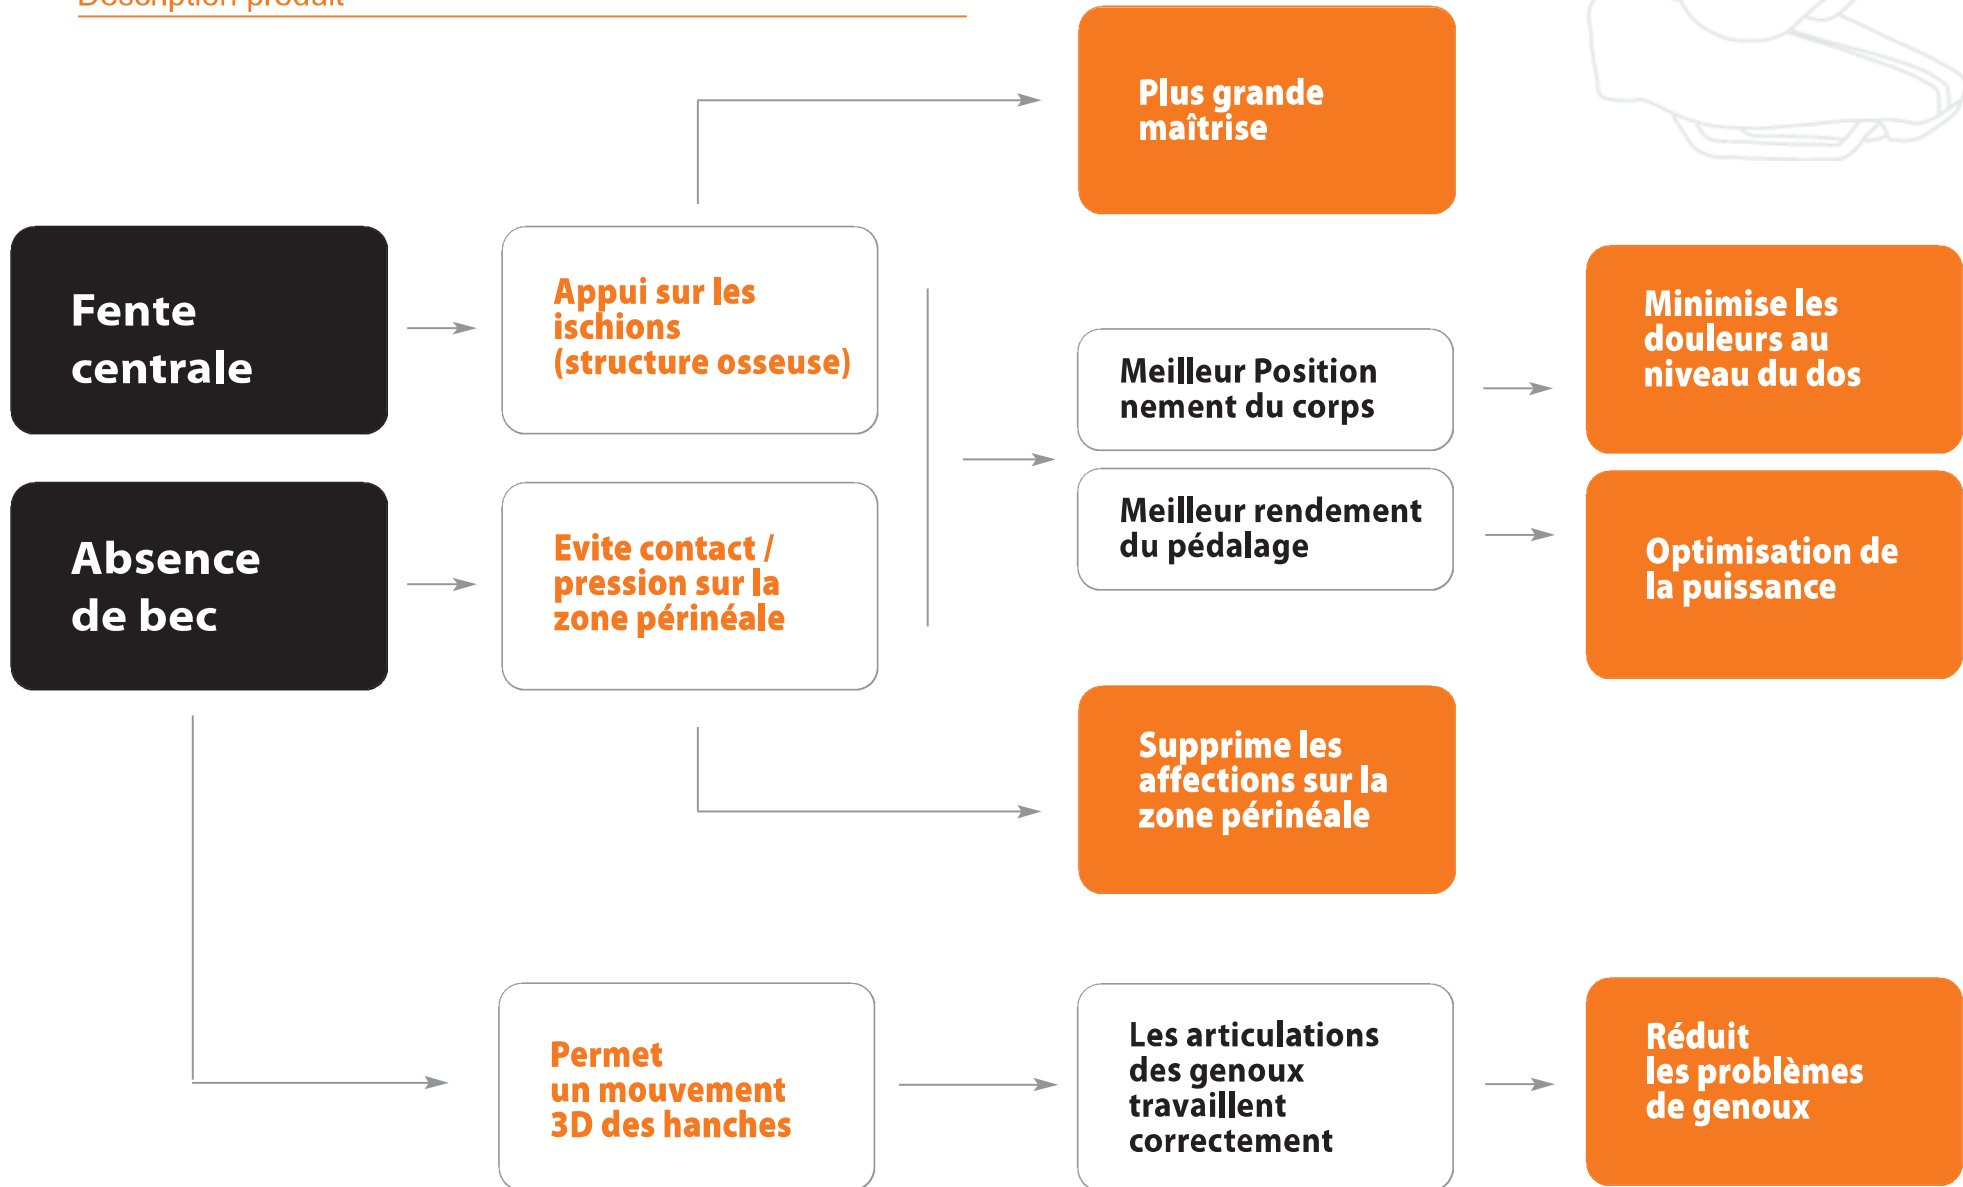 Description produit
Plus grande
maîtrise
Fente
centrale
Appui sur les
ischions
(structure osseuse)
Meilleur Position
nement du corps
Minimise les
douleurs au
niveau du dos
Absence
de bec
Evite contact /
pression sur la
zone périnéale
Meilleur rendement
du pédalage
Optimisation de
la puissance
Supprime les
affections sur la
zone périnéale
Permet
un mouvement
3D des hanches
Les articulations
des genoux
travaillent
correctement
Réduit
les problèmes
de genoux